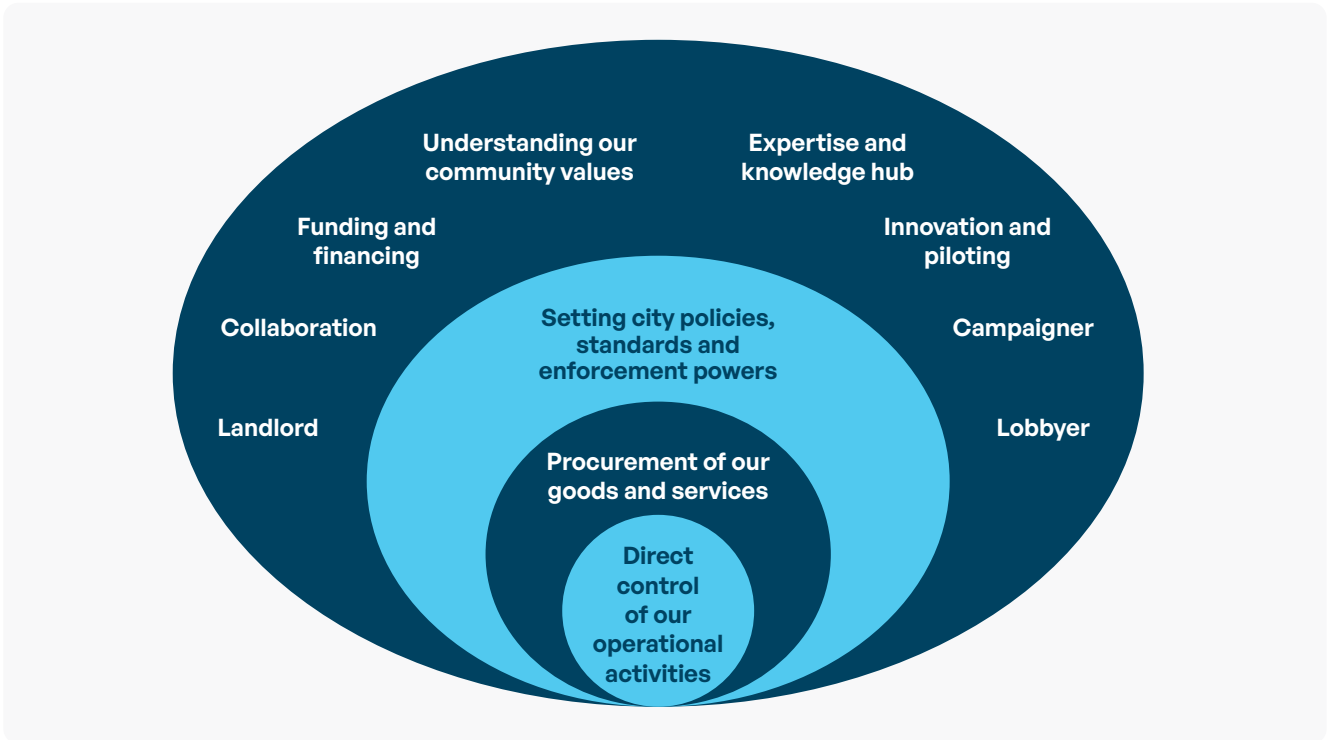 Understanding our
community values
Expertise and
knowledge hub
Funding and
financing
Innovation and
piloting
Collaboration
Campaigner
Landlord
Lobbyer
Setting city policies,
standards and
enforcement powers
Procurement of our
goods and services
Direct
control
of our
operational
activities